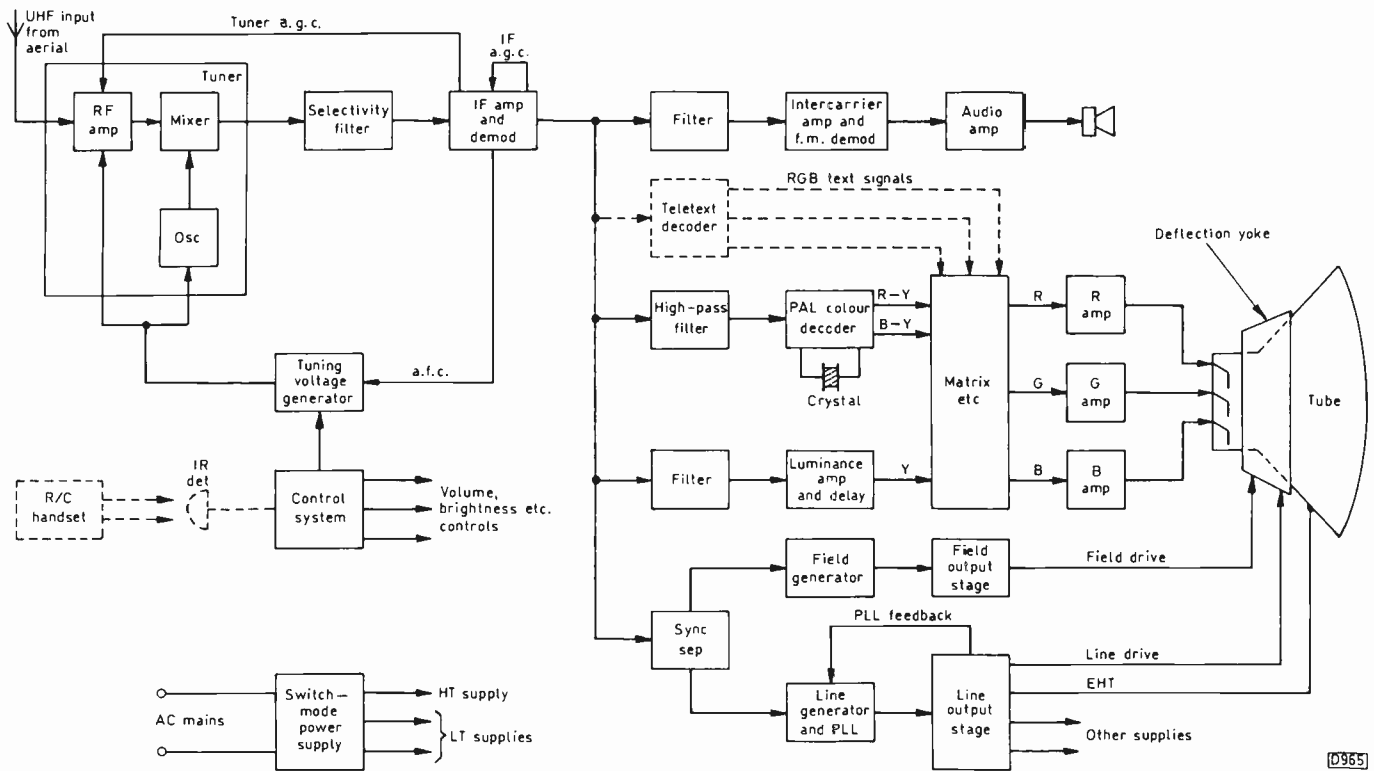 UHF input
from
aerial
Tuner a.g.c.
IF
a.g.c.
Tuner
RF
amp
Mixer
Osc
Selectivity
filter
IF amp
and
demod
Filter
Intercarrier
amp and
f.m. demod
Audio
amp
RGB text signals
Teletext
decoder
Deflection yoke
High-pass
filter
PAL colour
decoder
R-Y
B-Y
Crystal
Matrix
etc
R
R
amp
G
G
amp
B
B
amp
Tube
Tuning
voltage
generator
a.f.c.
Filter
Luminance
amp
and delay
Y
R/C
handset
IR
det
Control
system
Volume,
brightness etc.
controls
Field
generator
Field
output
stage
Field drive
Sync
sep
PLL feedback
Line
generator
and PLL
Line
output
stage
Line drive
EHT
Other supplies
AC mains
Switch-
mode
power
supply
HT supply
LT supplies
D965